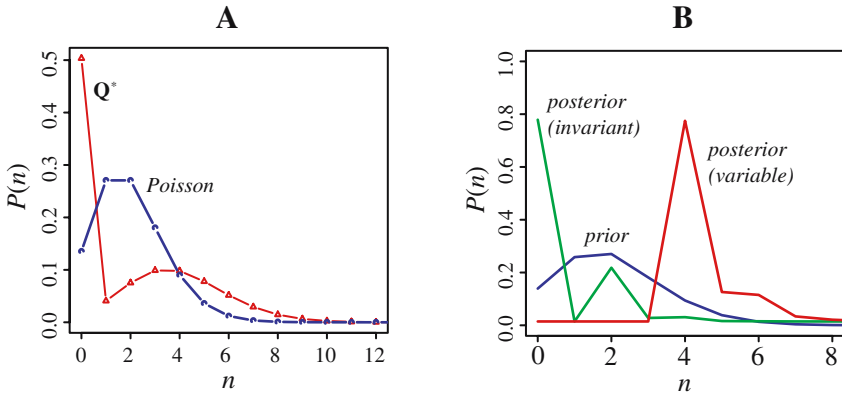 A
0.5
0.4
0.3
0.2
0.1
0.0
P(n)
Q*
Poisson
0 2 4 6 8 10 12
n
B
1.0
0.8
0.6
0.4
0.2
0.0
P(n)
posterior
(invariant)
posterior
(variable)
prior
0 2 4 6 8
n